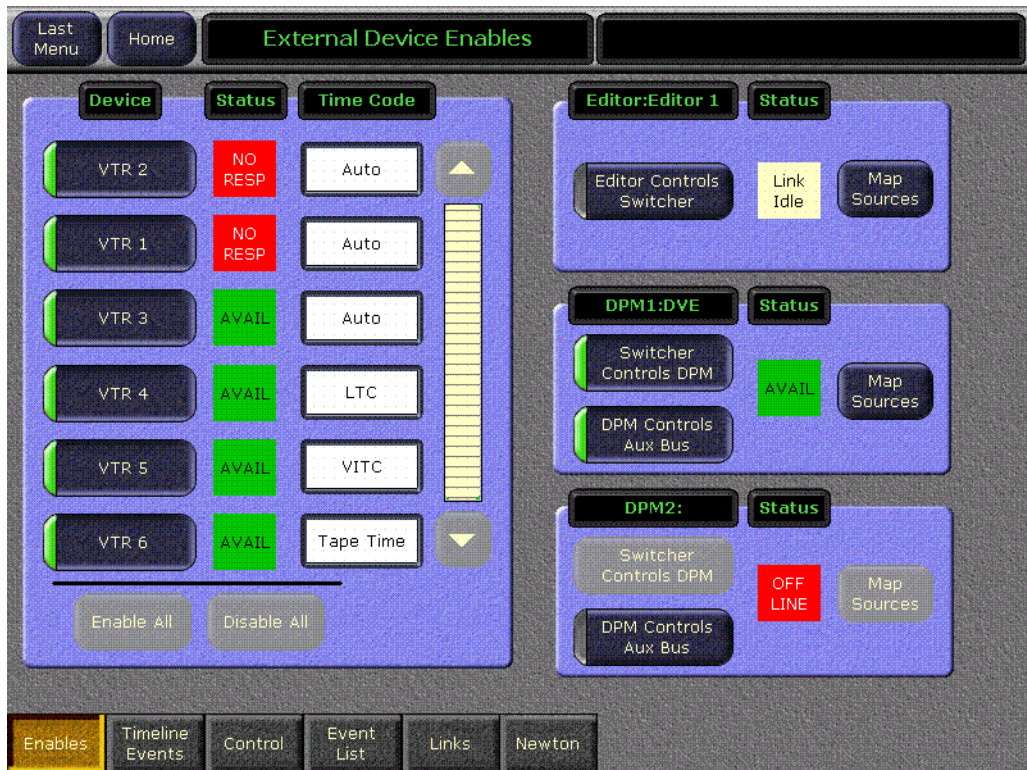 Last
Menu
Home
External Device Enables
Device
Status
Time Code
VTR 2
NO
RESP
Auto
VTR 1
NO
RESP
Auto
VTR 3
AVAIL
Auto
VTR 4
AVAIL
LTC
VTR 5
AVAIL
VITC
VTR 6
AVAIL
Tape Time
Enable All
Disable All
Editor:Editor 1
Status
Editor Controls
Switcher
Link
Idle
Map
Sources
DPM1:DVE
Status
Switcher
Controls DPM
DPM Controls
Aux Bus
AVAIL
Map
Sources
DPM2:
Status
Switcher
Controls DPM
DPM Controls
Aux Bus
OFF
LINE
Map
Sources
Enables
Timeline
Events
Control
Event
List
Links
Newton